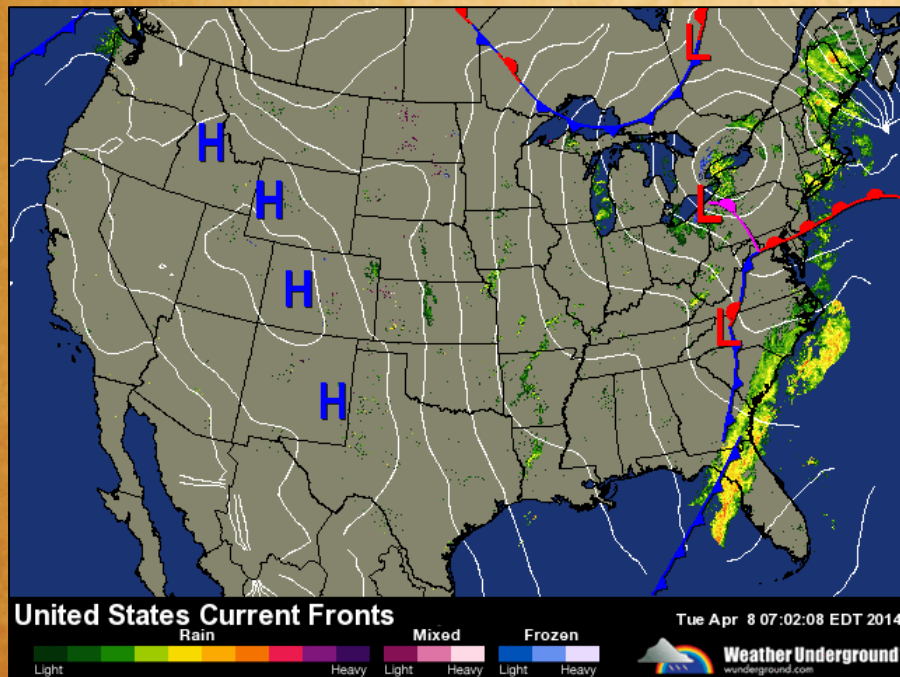 L
H
H
L
H
L
H
United States Current Fronts
Tue Apr 8 07:02:08 EDT 2014
Rain
Mixed
Frozen
Light
Heavy
Light
Heavy
Light
Heavy
Weather Underground
wunderground.com